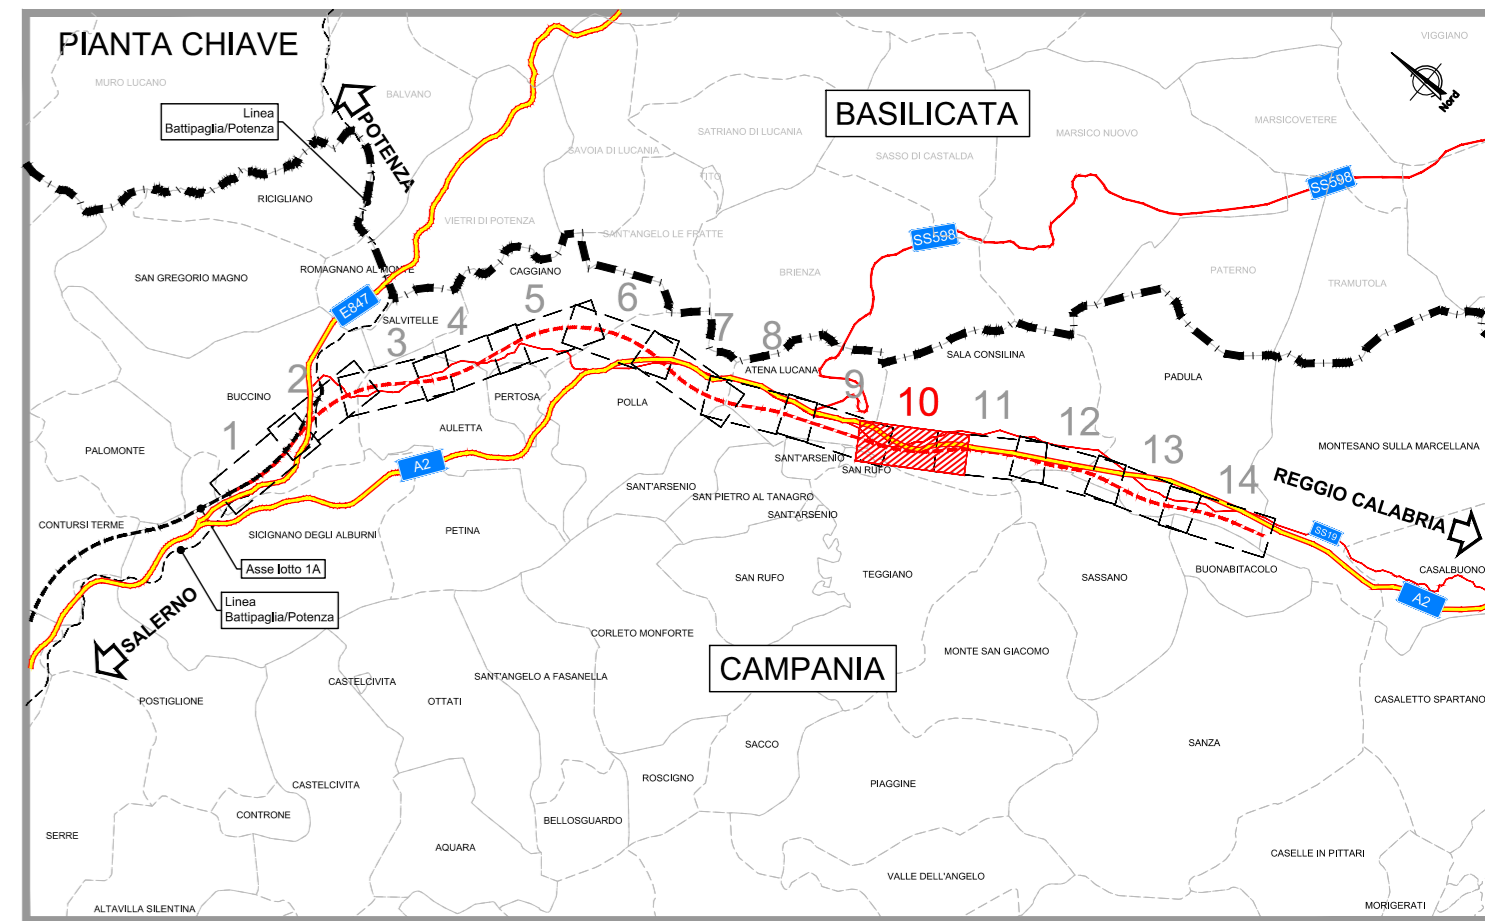 PIANTA CHIAVE
VIGGIANO
MURO LUCANO
BALVANO
Linea
Battipaglia/Potenza
POTENZA
BASILICATA
Nord
SATRIANO DI LUCANIA
MARSICO NUOVO
MARSICOVETERE
SAVOIA DI LUCANIA
SASSO DI CASTALDA
TITO
SS598
RICIGLIANO
VIETRI DI POTENZA
SANT'ANGELO LE FRATTE
SS598
SAN GREGORIO MAGNO
ROMAGNANO AL MONTE
CAGGIANO
BRIENZA
PATERNO
TRAMUTOLA
E847
SALVITELLE
5
6
3
4
7
8
SALA CONSILINA
ATENA LUCANA
PADULA
2
BUCCINO
PERTOSA
POLLA
9
10
11
12
1
AULETTA
PALOMONTE
A2
SANT'ARSENIO
SAN RUFO
13
14
MONTESANO SULLA MARCELLANA
REGGIO CALABRIA
SANT'ARSENIO
SAN PIETRO AL TANAGRO
SANT'ARSENIO
CONTURSI TERME
SICIGNANO DEGLI ALBURNI
PETINA
SS19
Asse lotto 1A
SAN RUFO
TEGGIANO
SASSANO
BUONABITACOLO
CASALBUONO
A2
Linea
Battipaglia/Potenza
SALERNO
CORLETO MONFORTE
CAMPANIA
MONTE SAN GIACOMO
POSTIGLIONE
CASTELCIVITA
SANT'ANGELO A FASANELLA
OTTATI
CASALETTO SPARTANO
SACCO
SANZA
ROSCIGNO
PIAGGINE
CASTELCIVITA
CONTRONE
BELLOSGUARDO
SERRE
AQUARA
CASELLE IN PITTARI
VALLE DELL'ANGELO
ALTAVILLA SILENTINA
MORIGERATI